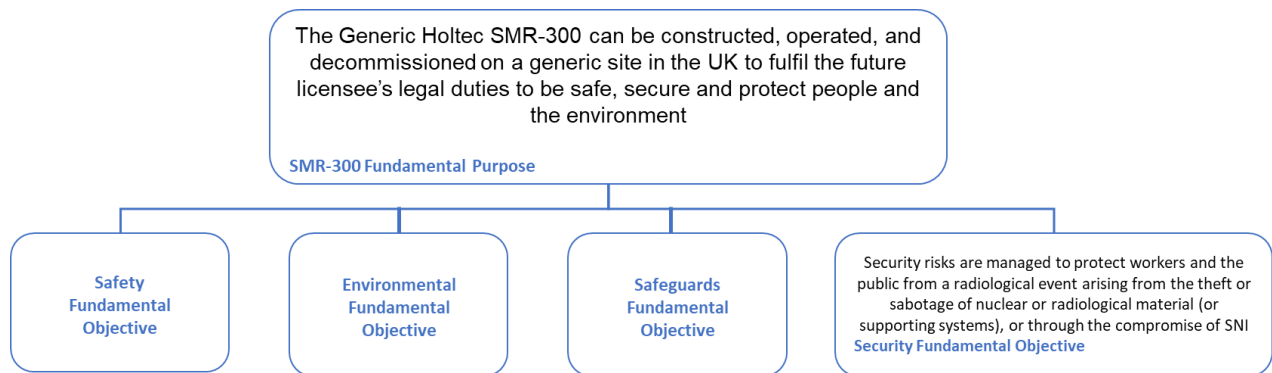 The Generic Holtec SMR-300 can be constructed, operated, and
decommissioned on a generic site in the UK to fulfil the future
licensee's legal duties to be safe, secure and protect people and
the environment
SMR-300 Fundamental Purpose
Safety
Fundamental
Objective
Environmental
Fundamental
Objective
Safeguards
Fundamental
Objective
Security risks are managed to protect workers and the
public from a radiological event arising from the theft or
sabotage of nuclear or radiological material (or
supporting systems), or through the compromise of SNI
Security Fundamental Objective